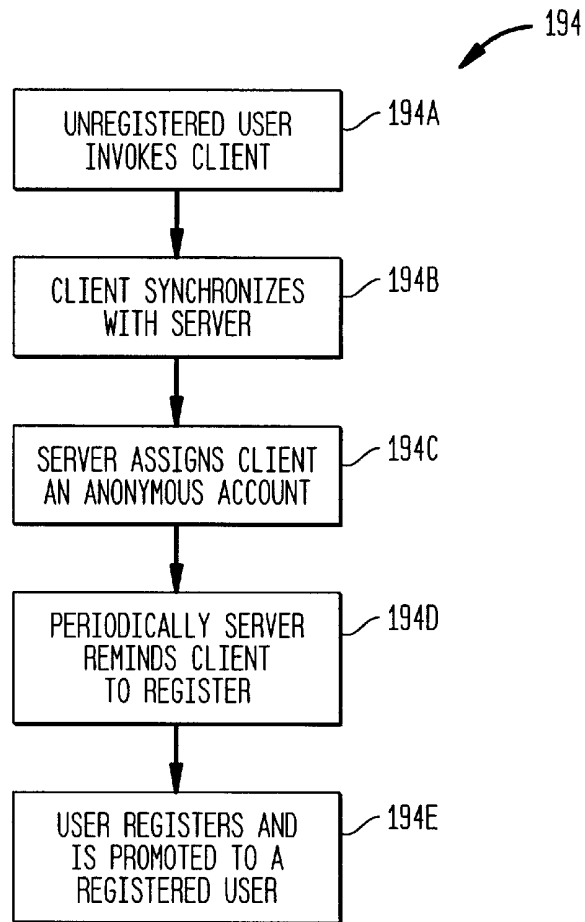 194
UNREGISTERED USER
INVOKES CLIENT
194A
CLIENT SYNCHRONIZES
WITH SERVER
194B
SERVER ASSIGNS CLIENT
AN ANONYMOUS ACCOUNT
194C
PERIODICALLY SERVER
REMINDS CLIENT
TO REGISTER
194D
USER REGISTERS AND
IS PROMOTED TO A
REGISTERED USER
194E